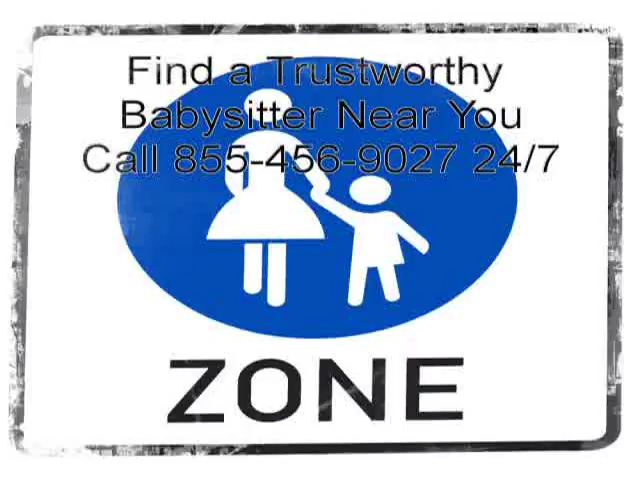 Find a Trustworthy
Babysitter Near You
Call 855-456-9027 24/7
ZONE